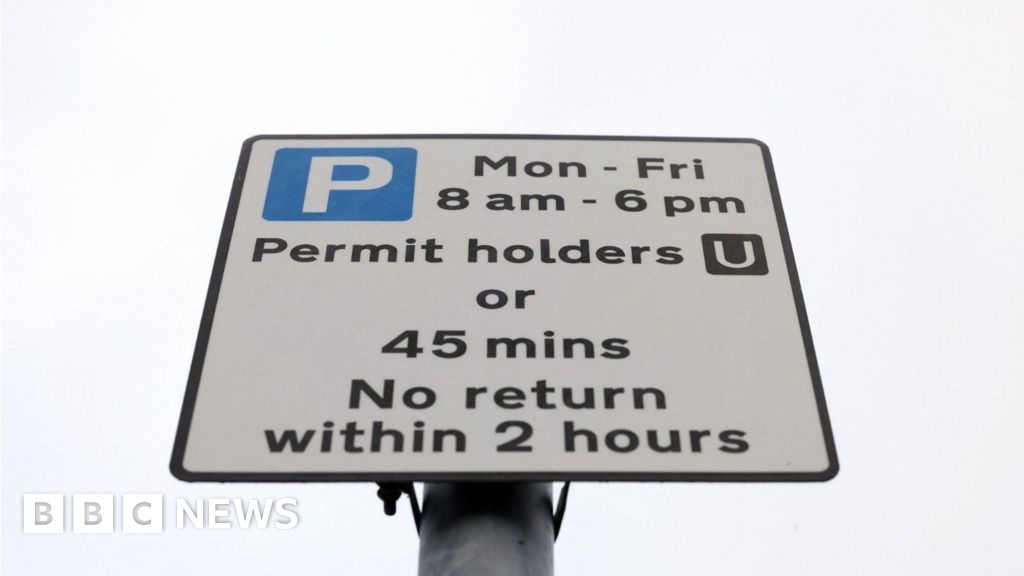 P
Mon - Fri
8 am - 6 pm
Permit holders U
or
45 mins
No return
within 2 hours
BBC NEWS